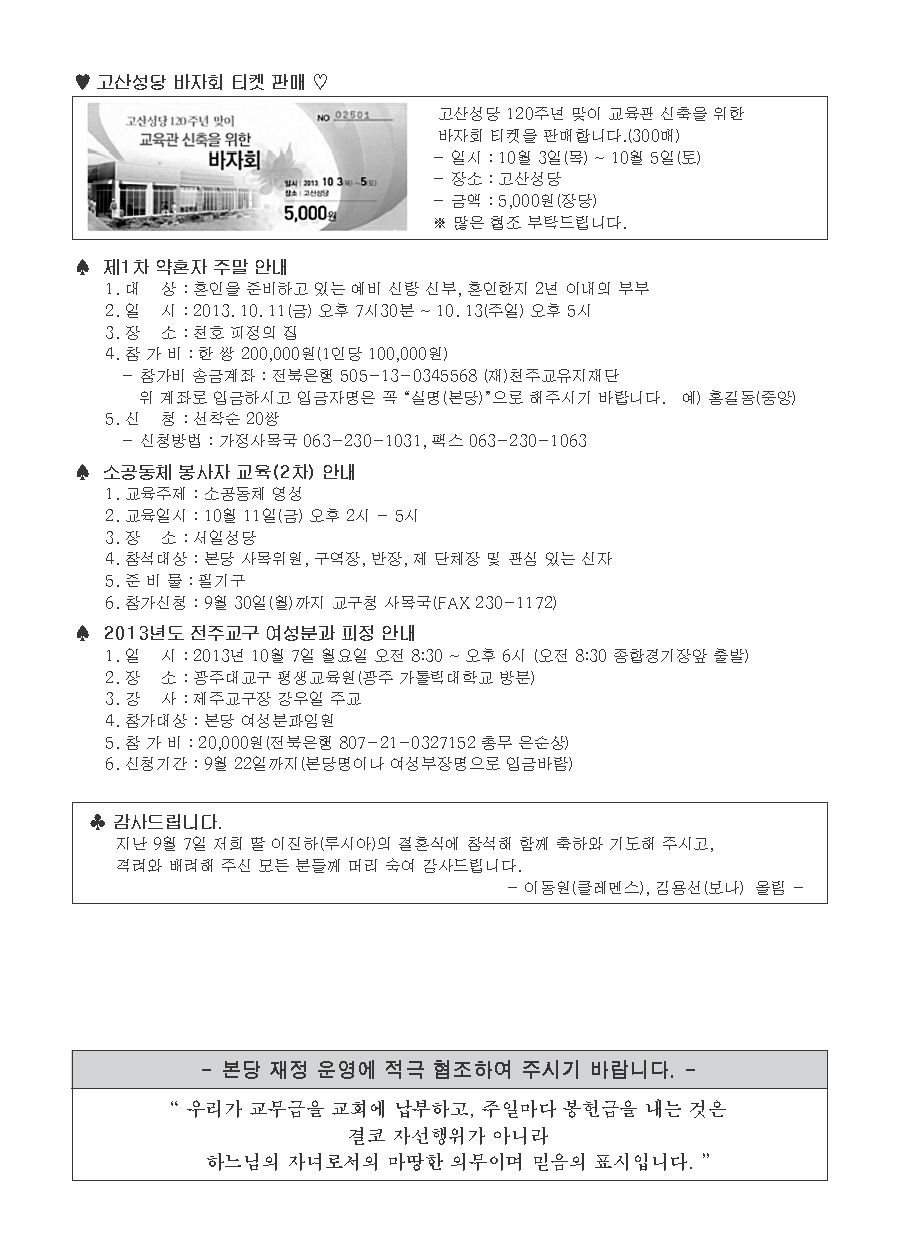 ♥ 고산성당 바자회 티켓 판매 ♡
고산성당 120주년 맞이
교육관 신축을 위한
바자회
NO 02501
일시 : 2013. 10 3(목) ~5(토)
장소 : 고산성당
5,000원
고산성당 120주년 맞이 교육관 신축을 위한
바자회 티켓을 판매합니다.(300매)
- 일시 : 10월 3일(목) ~ 10월 5일(토)
- 장소 : 고산성당
- 금액 : 5,000원(장당)
※ 많은 협조 부탁드립니다.
♠ 제1차 약혼자 주말 안내
1. 대 상 : 혼인을 준비하고 있는 예비 신랑 신부, 혼인한지 2년 이내의 부부
2. 일 시 : 2013. 10. 11(금) 오후 7시30분 ~ 10. 13(주일) 오후 5시
3. 장 소 : 천호 피정의 집
4. 참 가 비 : 한 쌍 200,000원(1인당 100,000원)
- 참가비 송금계좌 : 전북은행 505-13-0345568 (재)천주교유지재단
위 계좌로 입금하시고 입금자명은 꼭 “실명(본당)”으로 해주시기 바랍니다. 예) 홍길동(중앙)
5. 신 청 : 선착순 20쌍
- 신청방법 : 가정사목국 063-230-1031, 팩스 063-230-1063
♠ 소공동체 봉사자 교육(2차) 안내
1. 교육주제 : 소공동체 영성
2. 교육일시 : 10월 11일(금) 오후 2시 - 5시
3. 장 소 : 서일성당
4. 참석대상 : 본당 사목위원, 구역장, 반장, 제 단체장 및 관심 있는 신자
5. 준 비 물 : 필기구
6. 참가신청 : 9월 30일(월)까지 교구청 사목국(FAX 230-1172)
♠ 2013년도 전주교구 여성분과 피정 안내
1. 일 시 : 2013년 10월 7일 월요일 오전 8:30 ~ 오후 6시 (오전 8:30 종합경기장앞 출발)
2. 장 소 : 광주대교구 평생교육원(광주 가톨릭대학교 방분)
3. 강 사 : 제주교구장 강우일 주교
4. 참가대상 : 본당 여성분과임원
5. 참 가 비 : 20,000원(전북은행 807-21-0327152 총무 은순상)
6. 신청기간 : 9월 22일까지(본당명이나 여성부장명으로 입금바람)
♣ 감사드립니다.
지난 9월 7일 저희 딸 이진하(루시아)의 결혼식에 참석해 함께 축하와 기도해 주시고,
격려와 배려해 주신 모든 분들께 머리 숙여 감사드립니다.
- 이동원(클레멘스), 김용선(보나) 올림 -
- 본당 재정 운영에 적극 협조하여 주시기 바랍니다. -
“ 우리가 교무금을 교회에 납부하고, 주일마다 봉헌금을 내는 것은
결코 자선행위가 아니라
하느님의 자녀로서의 마땅한 의무이며 믿음의 표시입니다. ”